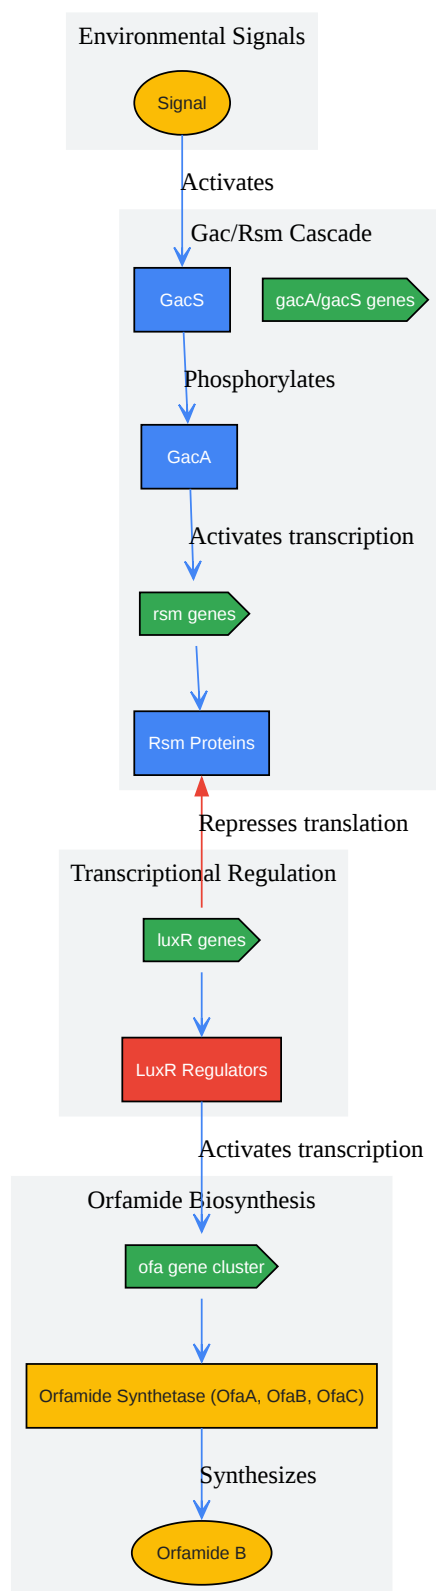 Environmental Signals
Signal
Activates
Gac/Rsm Cascade
GacS
gacA/gacS genes
Phosphorylates
GacA
Activates transcription
rsm genes
Rsm Proteins
Represses translation
Transcriptional Regulation
luxR genes
LuxR Regulators
Activates transcription
Orfamide Biosynthesis
ofa gene cluster
Orfamide Synthetase (OfaA, OfaB, OfaC)
Synthesizes
Orfamide B